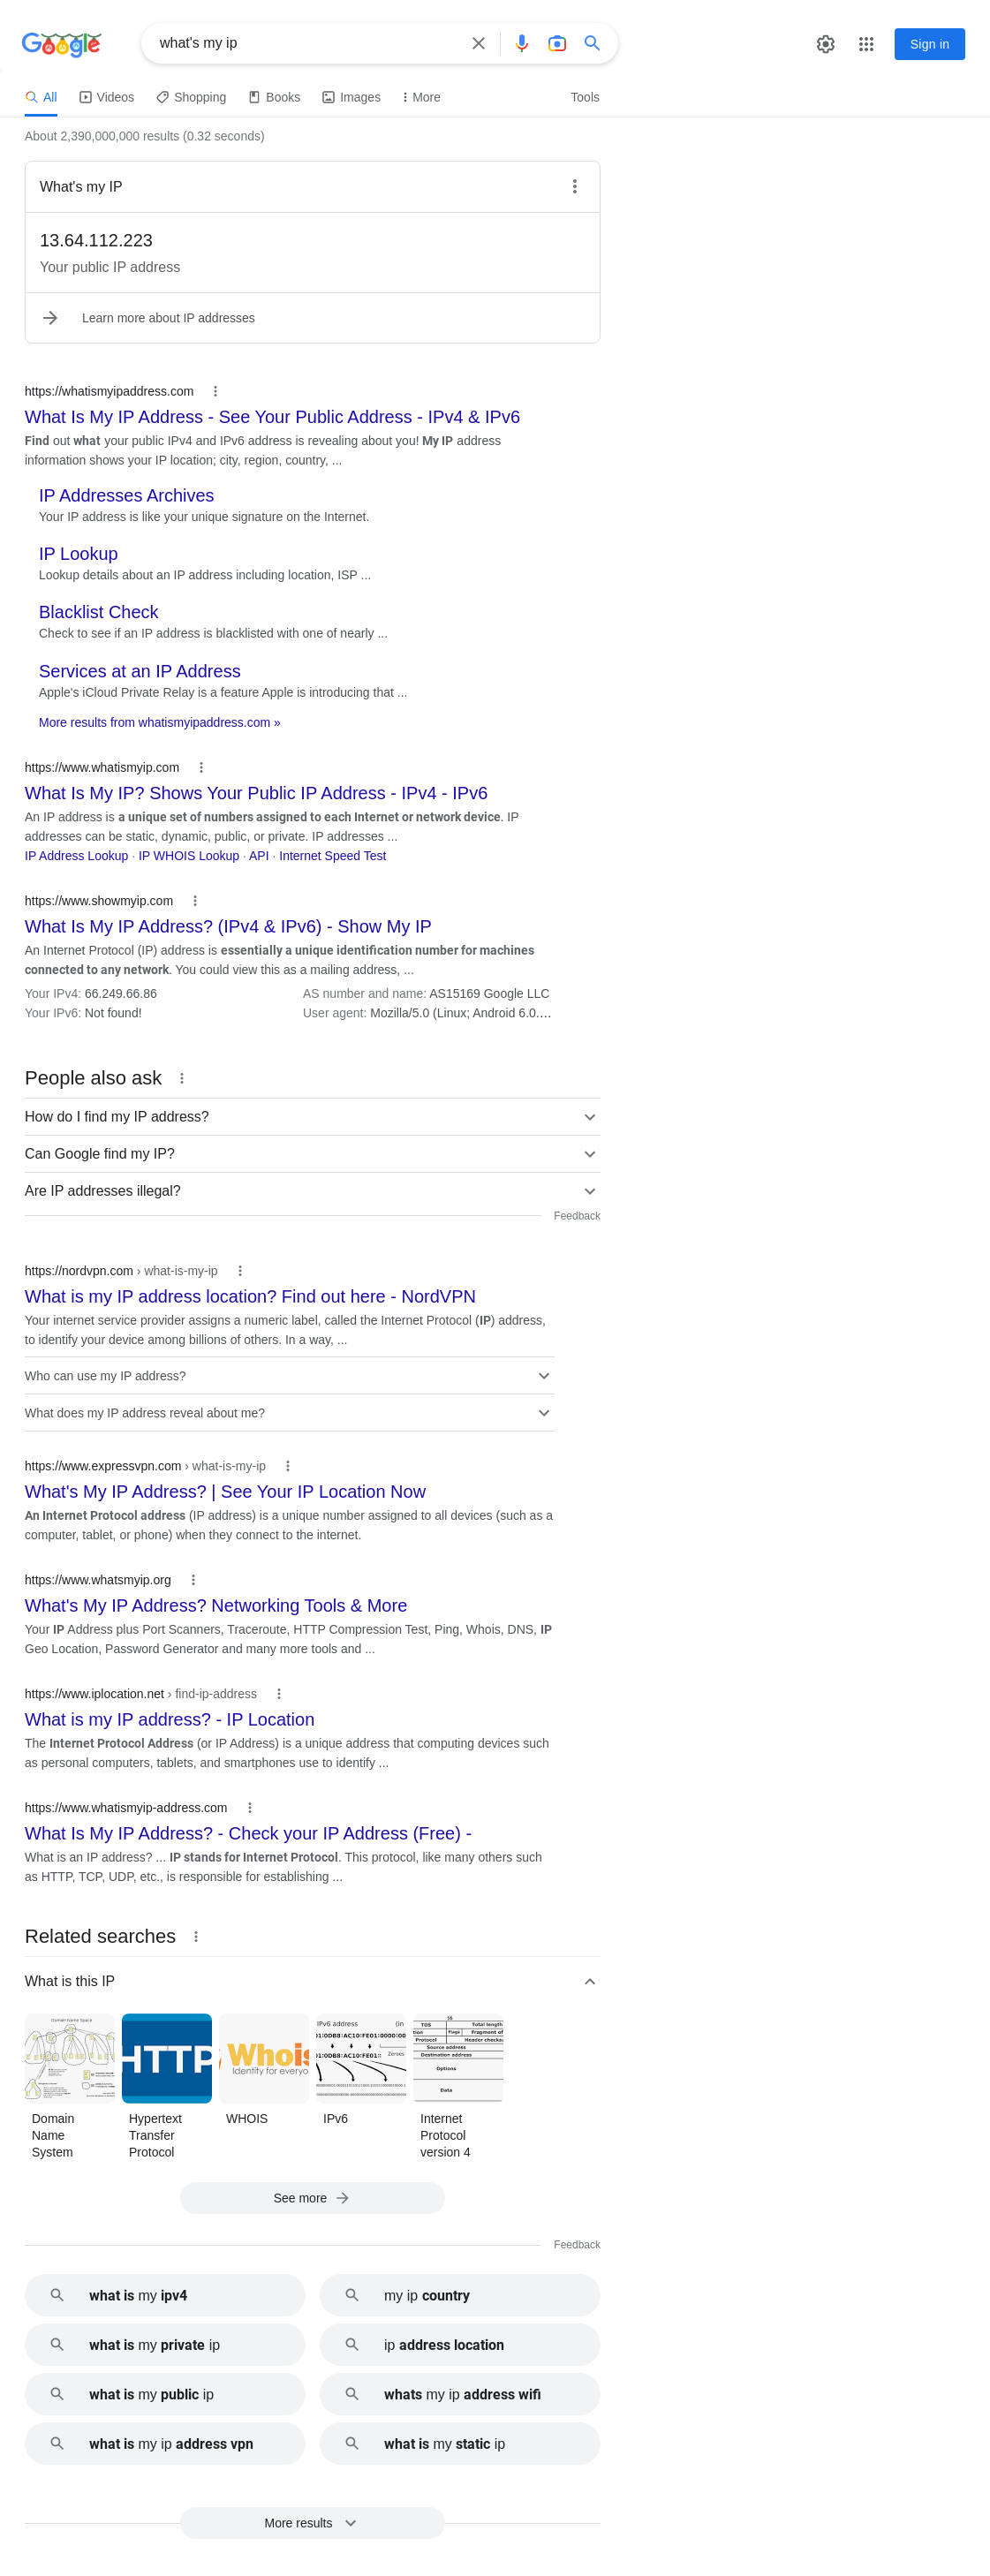 Google
what's my ip
Sign in
All
Videos
Shopping
Books
Images
More
Tools
About 2,390,000,000 results (0.32 seconds)
What's my IP
13.64.112.223
Your public IP address
Learn more about IP addresses
https://whatismyipaddress.com
What Is My IP Address - See Your Public Address - IPv4 & IPv6
Find out what your public IPv4 and IPv6 address is revealing about you! My IP address
information shows your IP location; city, region, country, ...
IP Addresses Archives
Your IP address is like your unique signature on the Internet.
IP Lookup
Lookup details about an IP address including location, ISP ...
Blacklist Check
Check to see if an IP address is blacklisted with one of nearly ...
Services at an IP Address
Apple's iCloud Private Relay is a feature Apple is introducing that ...
More results from whatismyipaddress.com »
https://www.whatismyip.com
What Is My IP? Shows Your Public IP Address - IPv4 - IPv6
An IP address is a unique set of numbers assigned to each Internet or network device. IP
addresses can be static, dynamic, public, or private. IP addresses ...
IP Address Lookup · IP WHOIS Lookup · API · Internet Speed Test
https://www.showmyip.com
What Is My IP Address? (IPv4 & IPv6) - Show My IP
An Internet Protocol (IP) address is essentially a unique identification number for machines
connected to any network. You could view this as a mailing address, ...
Your IPv4: 66.249.66.86
AS number and name: AS15169 Google LLC
Your IPv6: Not found!
User agent: Mozilla/5.0 (Linux; Android 6.0.…
People also ask
How do I find my IP address?
Can Google find my IP?
Are IP addresses illegal?
Feedback
https://nordvpn.com › what-is-my-ip
What is my IP address location? Find out here - NordVPN
Your internet service provider assigns a numeric label, called the Internet Protocol (IP) address,
to identify your device among billions of others. In a way, ...
Who can use my IP address?
What does my IP address reveal about me?
https://www.expressvpn.com › what-is-my-ip
What's My IP Address? | See Your IP Location Now
An Internet Protocol address (IP address) is a unique number assigned to all devices (such as a
computer, tablet, or phone) when they connect to the internet.
https://www.whatsmyip.org
What's My IP Address? Networking Tools & More
Your IP Address plus Port Scanners, Traceroute, HTTP Compression Test, Ping, Whois, DNS, IP
Geo Location, Password Generator and many more tools and ...
https://www.iplocation.net › find-ip-address
What is my IP address? - IP Location
The Internet Protocol Address (or IP Address) is a unique address that computing devices such
as personal computers, tablets, and smartphones use to identify ...
https://www.whatismyip-address.com
What Is My IP Address? - Check your IP Address (Free) -
What is an IP address? ... IP stands for Internet Protocol. This protocol, like many others such
as HTTP, TCP, UDP, etc., is responsible for establishing ...
Related searches
What is this IP
Domain Name Space
HTTP
Whois
Identity for everyo
IPv6 address (in
Zeroes
16
TOS Total length
Flags Fragment of
Protocol Header checks
Source address
Destination address
Options
Data
Domain
Name
System
Hypertext
Transfer
Protocol
WHOIS
IPv6
Internet
Protocol
version 4
See more
Feedback
what is my ipv4
my ip country
what is my private ip
ip address location
what is my public ip
whats my ip address wifi
what is my ip address vpn
what is my static ip
More results